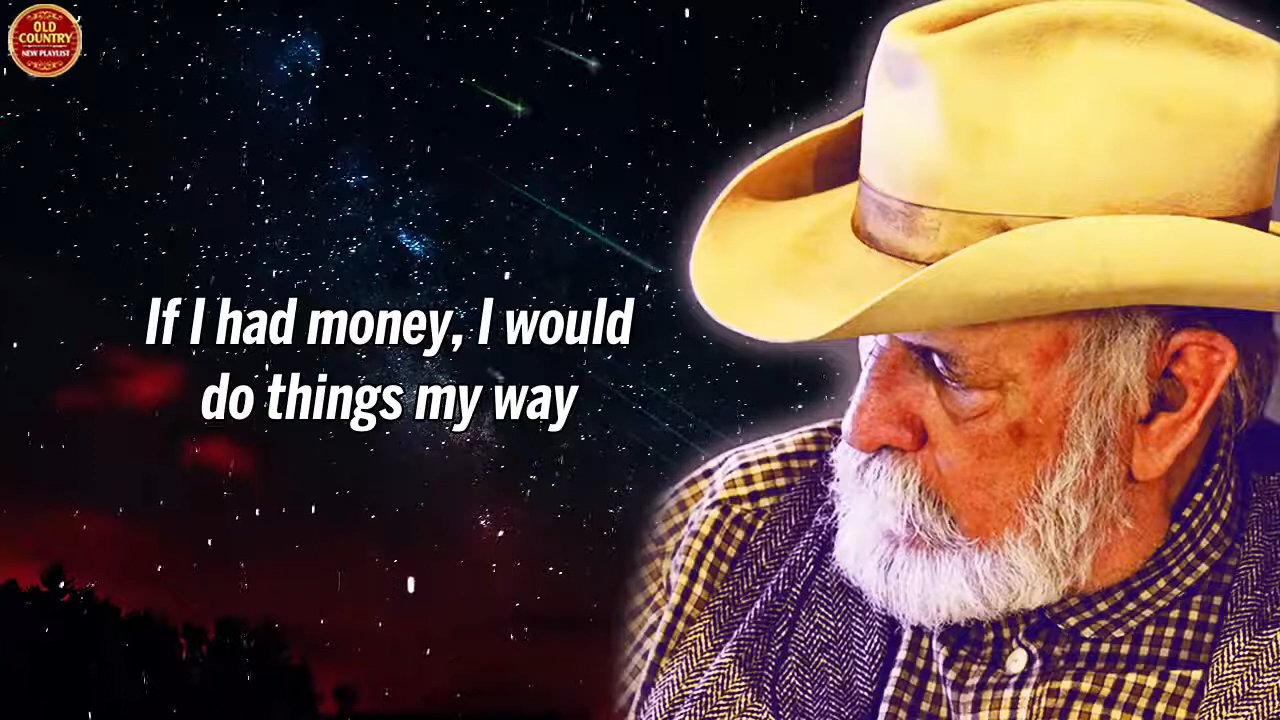 OLD
COUNTRY
NEW PLAYLIST
If I had money, I would
do things my way